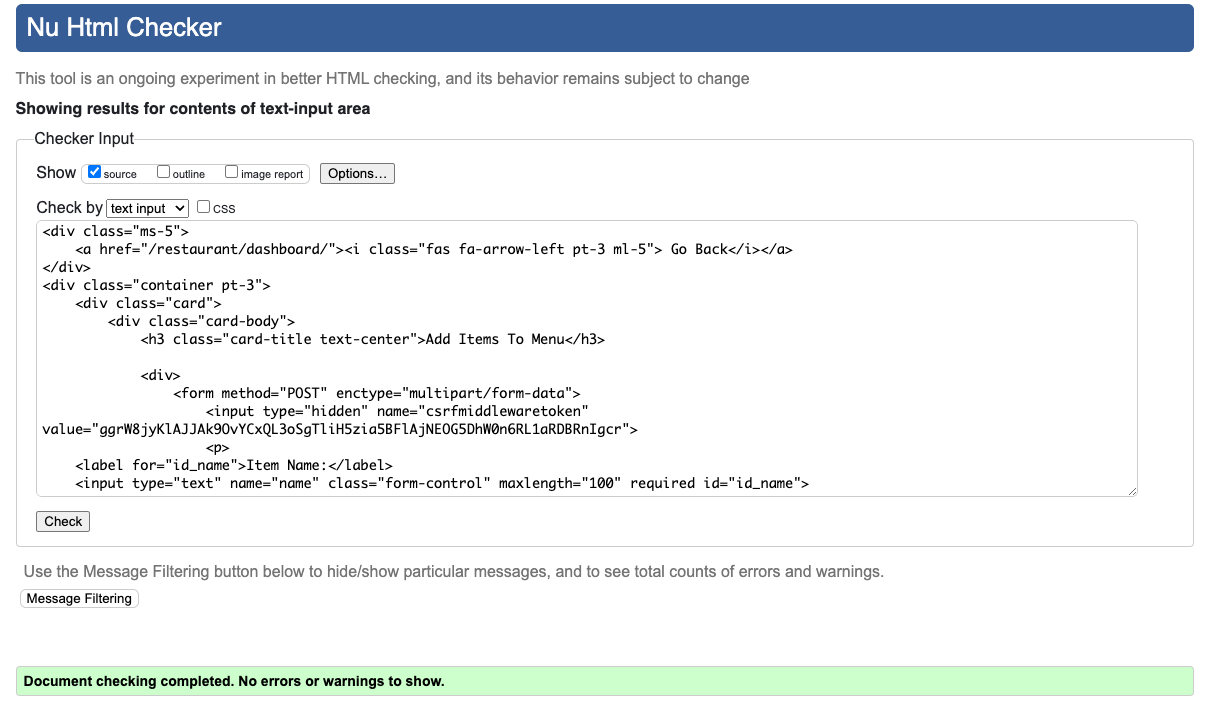 Nu Html Checker
This tool is an ongoing experiment in better HTML checking, and its behavior remains subject to change
Showing results for contents of text-input area
Checker Input
Show source outline image report Options...
Check by text input CSS
<div class="ms-5">
    <a href="/restaurant/dashboard/"><i class="fas fa-arrow-left pt-3 ml-5"> Go Back</i></a>
</div>
<div class="container pt-3">
    <div class="card">
        <div class="card-body">
            <h3 class="card-title text-center">Add Items To Menu</h3>
            <div>
                <form method="POST" enctype="multipart/form-data">
                    <input type="hidden" name="csrfmiddlewaretoken"
value="ggrW8jyKlAJJAk9OvYCxQL3oSgTliH5zia5BFlAjNEOG5DhW0n6RL1aRDBRnIgcr">
                    <p>
    <label for="id_name">Item Name:</label>
    <input type="text" name="name" class="form-control" maxlength="100" required id="id_name">
Check
Use the Message Filtering button below to hide/show particular messages, and to see total counts of errors and warnings.
Message Filtering
Document checking completed. No errors or warnings to show.